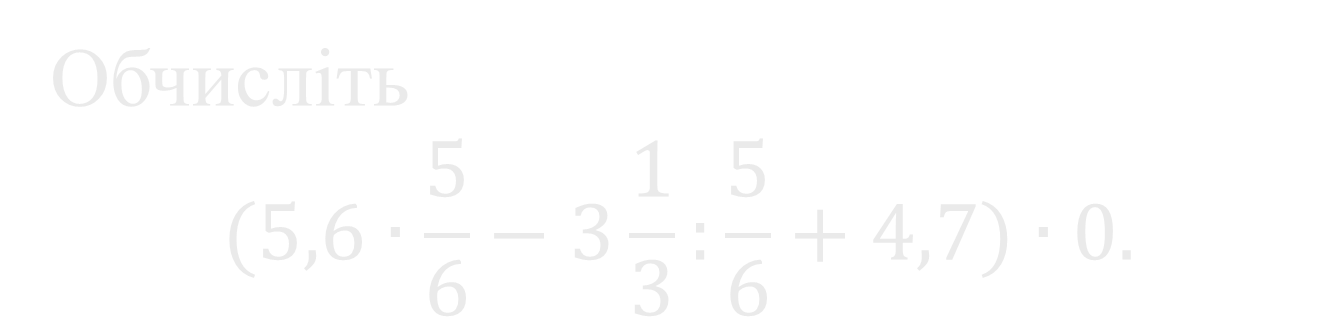 Обчисліть
(5,6 · 5/6 − 3 1/3 : 5/6 + 4,7) · 0.